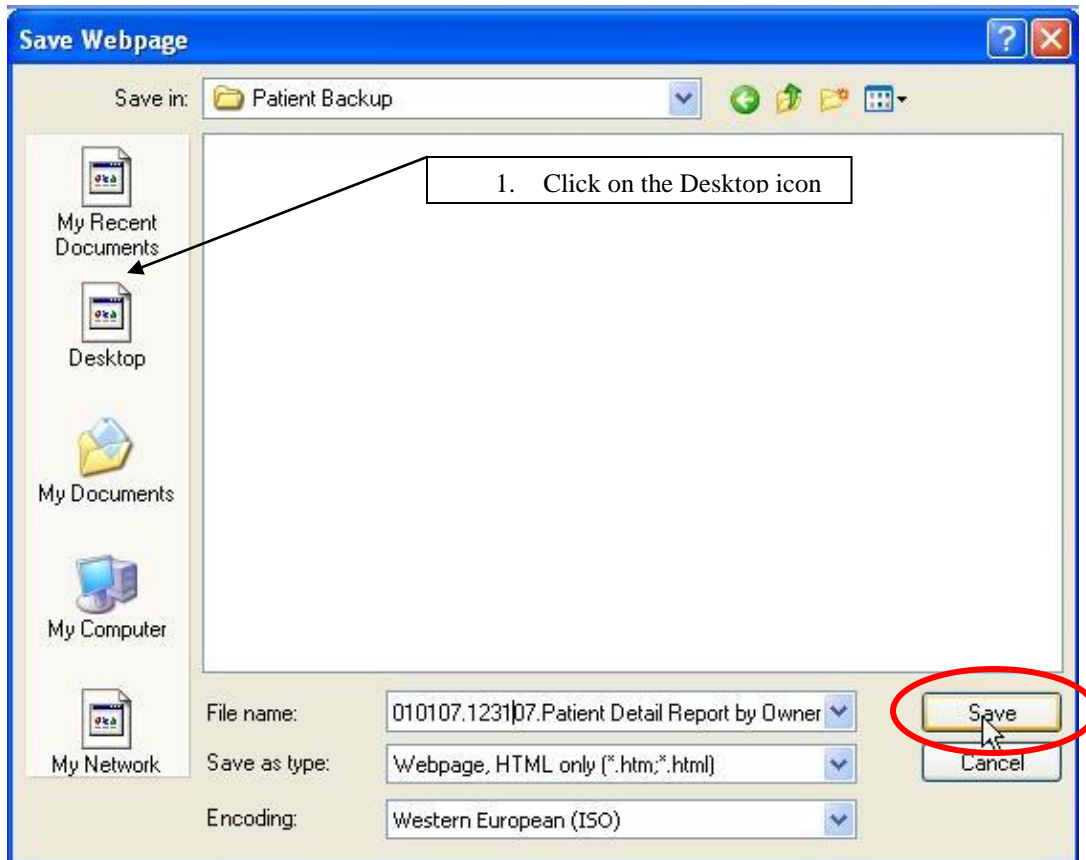 Save Webpage
?
Save in:
Patient Backup
1. Click on the Desktop icon
My Recent
Documents
Desktop
My Documents
My Computer
My Network
File name:
010107.123107.Patient Detail Report by Owner
Save
Save as type:
Webpage, HTML only (*.htm;*.html)
Cancel
Encoding:
Western European (ISO)